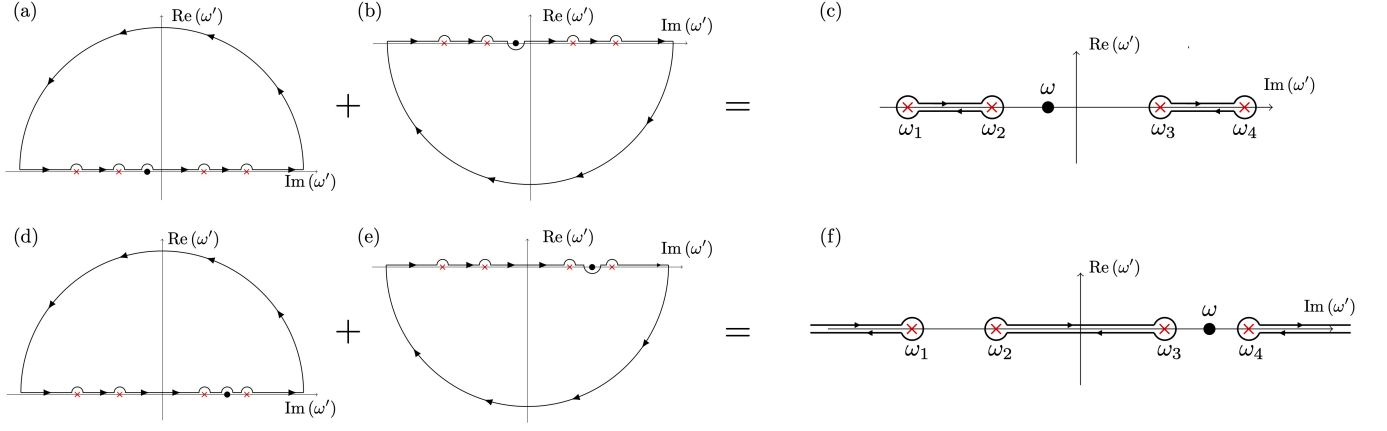 (a)
Re (ω′)
Im (ω′)
+
(b)
Re (ω′)
Im (ω′)
=
(c)
Re (ω′)
Im (ω′)
ω
ω₁
ω₂
ω₃
ω₄
(d)
Re (ω′)
Im (ω′)
+
(e)
Re (ω′)
Im (ω′)
=
(f)
Re (ω′)
Im (ω′)
ω
ω₁
ω₂
ω₃
ω₄